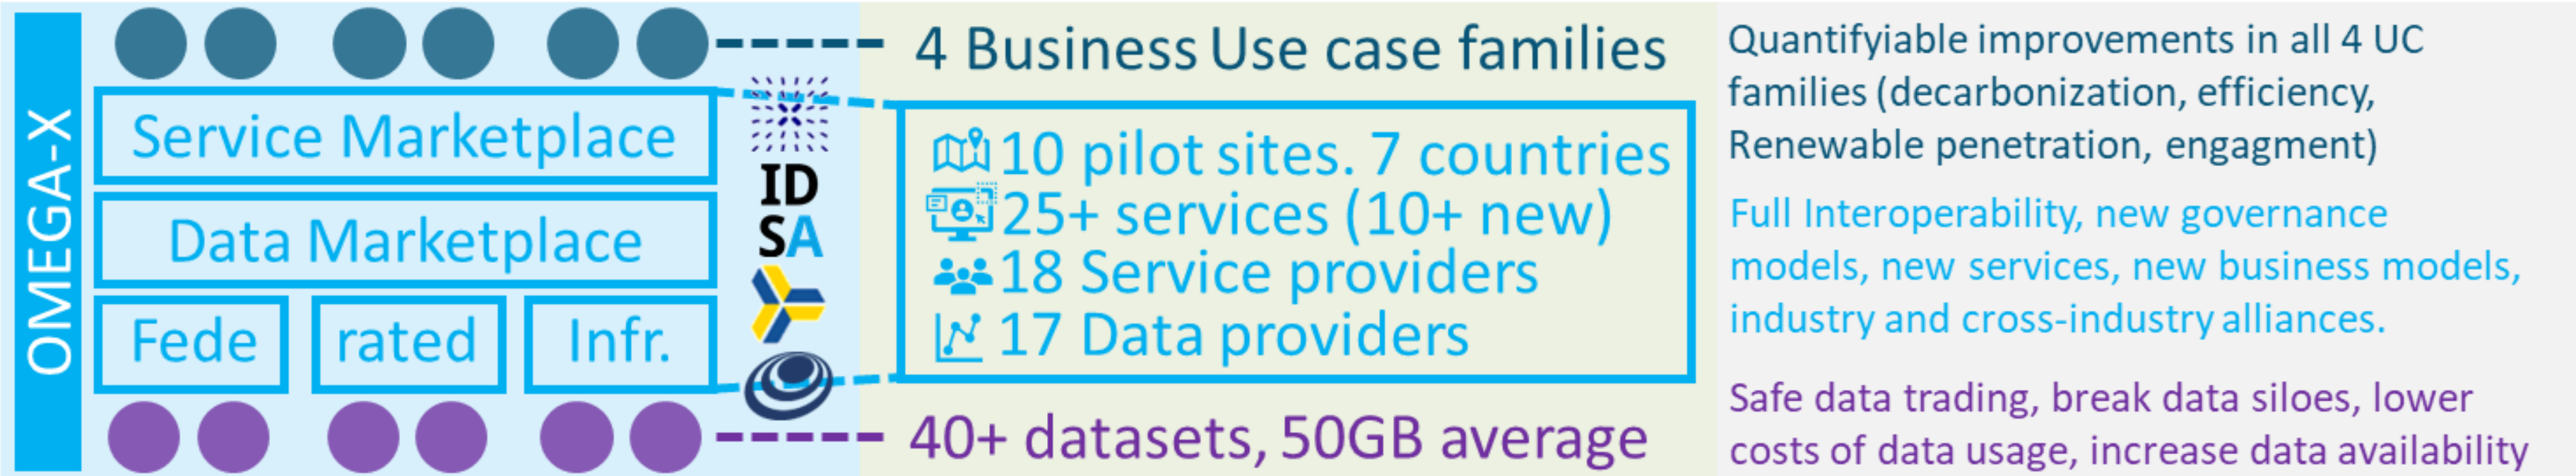 OMEGA-X
Service Marketplace
Data Marketplace
Fede
rated
Infr.
ID
SA
4 Business Use case families
10 pilot sites. 7 countries
25+ services (10+ new)
18 Service providers
17 Data providers
40+ datasets, 50GB average
Quantifyiable improvements in all 4 UC
families (decarbonization, efficiency,
Renewable penetration, engagment)
Full Interoperability, new governance
models, new services, new business models,
industry and cross-industry alliances.
Safe data trading, break data siloes, lower
costs of data usage, increase data availability